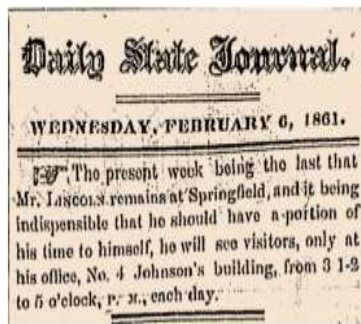 Daily State Journal.
WEDNESDAY, FEBRUARY 6, 1861.
☞ The present week being the last that
Mr. LINCOLN remains at Springfield, and it being
indispensible that he should have a portion of
his time to himself, he will see visitors, only at
his office, No. 4 Johnson's building, from 3 1-2
to 5 o'clock, P. M., each day.